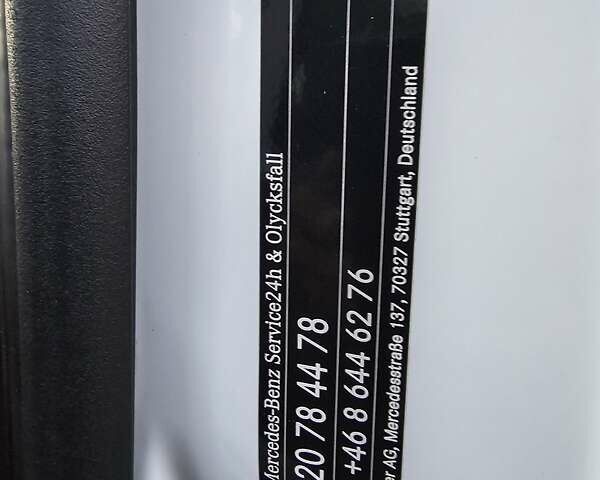 Mercedes-Benz Service24h & Olycksfall
20 78 44 78
+46 8 644 62 76
er AG, Mercedesstraße 137, 70327 Stuttgart, Deutschland